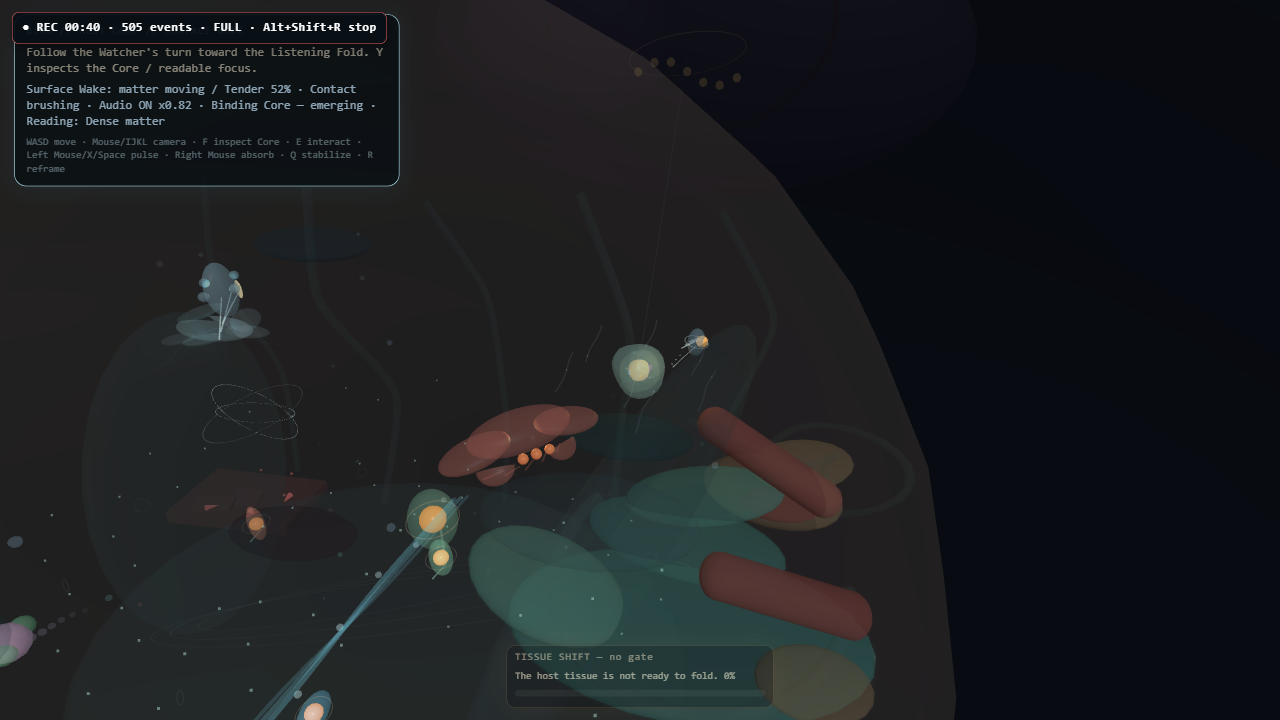 ● REC 00:40 · 505 events · FULL · Alt+Shift+R stop
Follow the Watcher's turn toward the Listening Fold. Y
inspects the Core / readable focus.
Surface Wake: matter moving / Tender 52% · Contact
brushing · Audio ON x0.82 · Binding Core — emerging ·
Reading: Dense matter
WASD move · Mouse/IJKL camera · F inspect Core · E interact ·
Left Mouse/X/Space pulse · Right Mouse absorb · Q stabilize · R
reframe
TISSUE SHIFT — no gate
The host tissue is not ready to fold. 0%